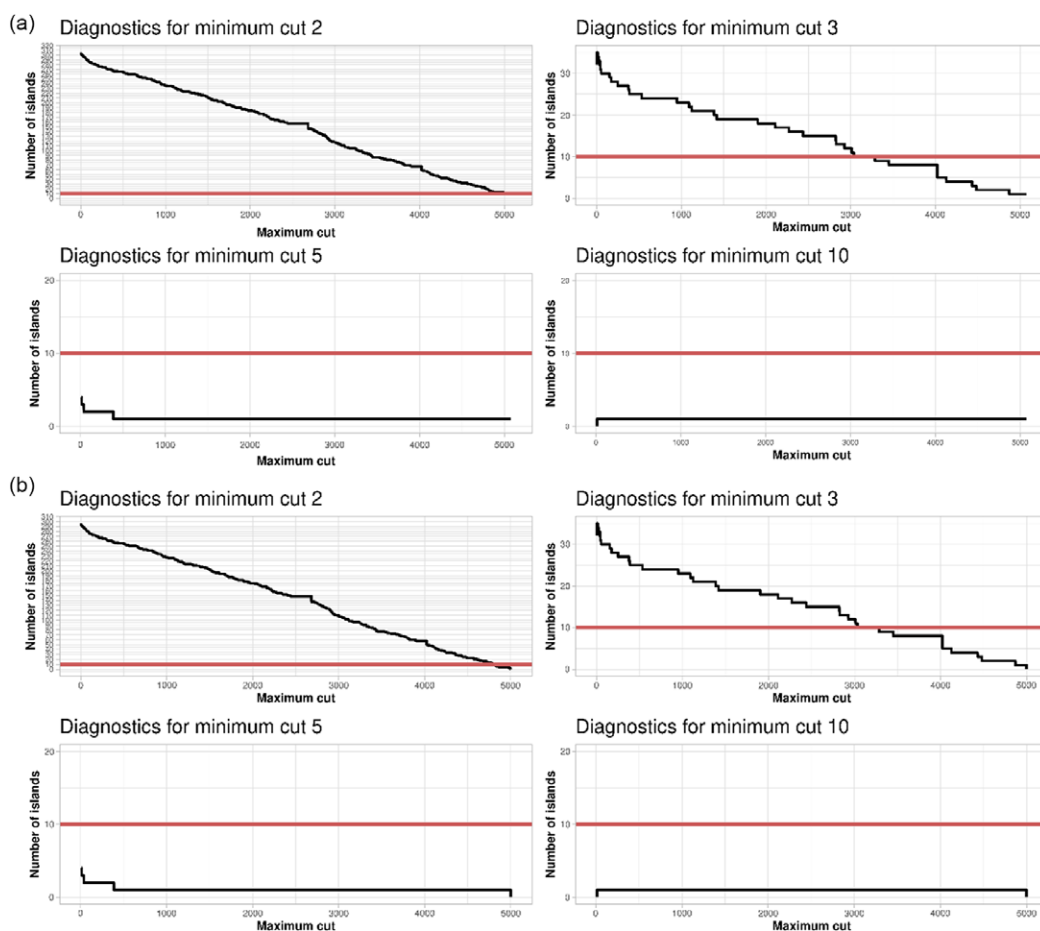 (a)
Diagnostics for minimum cut 2
Number of islands
0 1000 2000 3000 4000 5000
Maximum cut
Diagnostics for minimum cut 3
Number of islands
30
20
10
0
0 1000 2000 3000 4000 5000
Maximum cut
Diagnostics for minimum cut 5
Number of islands
20
10
0
0 1000 2000 3000 4000 5000
Maximum cut
Diagnostics for minimum cut 10
Number of islands
20
10
0
0 1000 2000 3000 4000 5000
Maximum cut
(b)
Diagnostics for minimum cut 2
Number of islands
0 1000 2000 3000 4000 5000
Maximum cut
Diagnostics for minimum cut 3
Number of islands
30
20
10
0
0 1000 2000 3000 4000 5000
Maximum cut
Diagnostics for minimum cut 5
Number of islands
20
10
0
0 1000 2000 3000 4000 5000
Maximum cut
Diagnostics for minimum cut 10
Number of islands
20
10
0
0 1000 2000 3000 4000 5000
Maximum cut